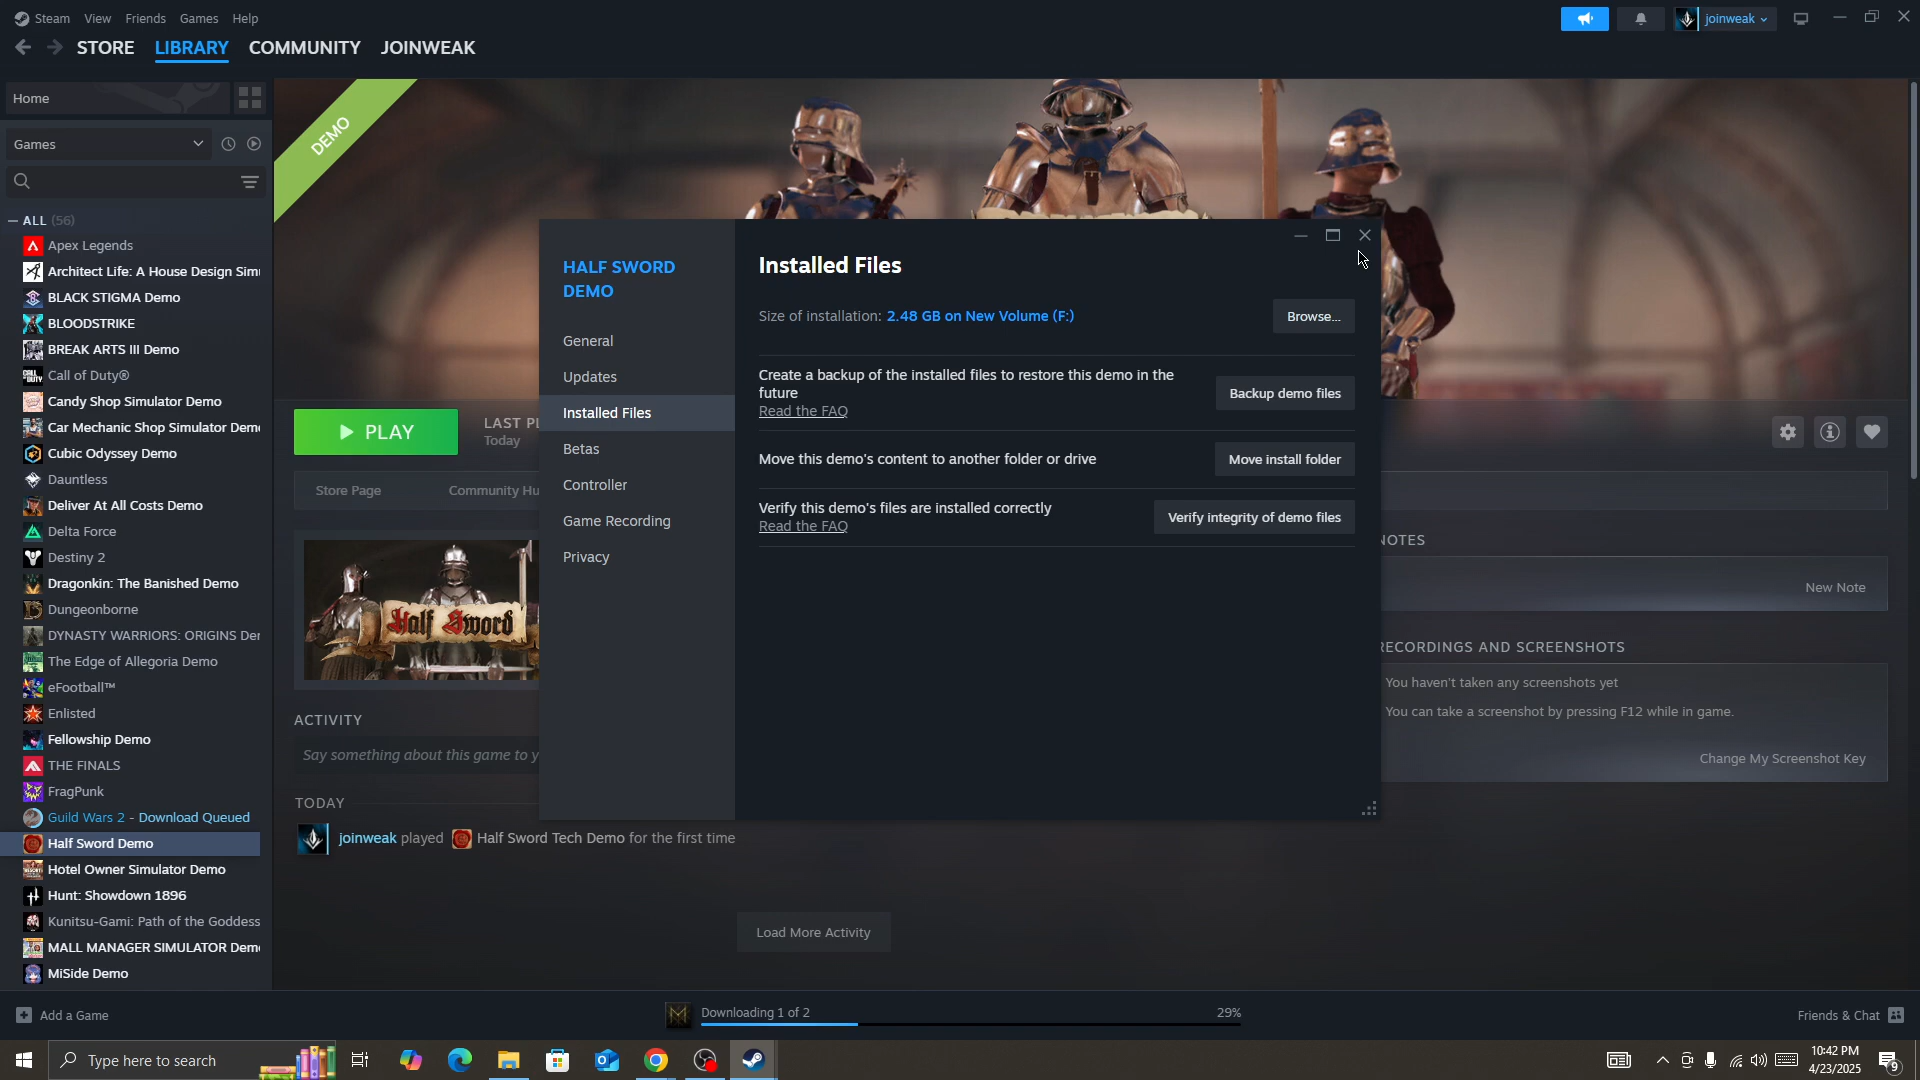 Steam View Friends Games Help
joinweak
STORE LIBRARY COMMUNITY JOINWEAK
Home
Games
ALL (56)
Apex Legends
Architect Life: A House Design Sim
BLACK STIGMA Demo
BLOODSTRIKE
BREAK ARTS III Demo
Call of Duty®
Candy Shop Simulator Demo
Car Mechanic Shop Simulator Dem
Cubic Odyssey Demo
Dauntless
Deliver At All Costs Demo
Delta Force
Destiny 2
Dragonkin: The Banished Demo
Dungeonborne
DYNASTY WARRIORS: ORIGINS De
The Edge of Allegoria Demo
eFootball™
Enlisted
Fellowship Demo
THE FINALS
FragPunk
Guild Wars 2 - Download Queued
Half Sword Demo
Hotel Owner Simulator Demo
Hunt: Showdown 1896
Kunitsu-Gami: Path of the Goddess
MALL MANAGER SIMULATOR Dem
MiSide Demo
DEMO
PLAY
LAST PL
Today
Store Page Community Hu
Half Sword
ACTIVITY
Say something about this game to y
TODAY
joinweak played Half Sword Tech Demo for the first time
Load More Activity
HALF SWORD
DEMO
General
Updates
Installed Files
Betas
Controller
Game Recording
Privacy
Installed Files
Size of installation: 2.48 GB on New Volume (F:)
Browse...
Create a backup of the installed files to restore this demo in the
future
Read the FAQ
Backup demo files
Move this demo's content to another folder or drive
Move install folder
Verify this demo's files are installed correctly
Read the FAQ
Verify integrity of demo files
NOTES
New Note
RECORDINGS AND SCREENSHOTS
You haven't taken any screenshots yet
You can take a screenshot by pressing F12 while in game.
Change My Screenshot Key
Add a Game
Downloading 1 of 2 29%
Friends & Chat
Type here to search
10:42 PM
4/23/2025
9